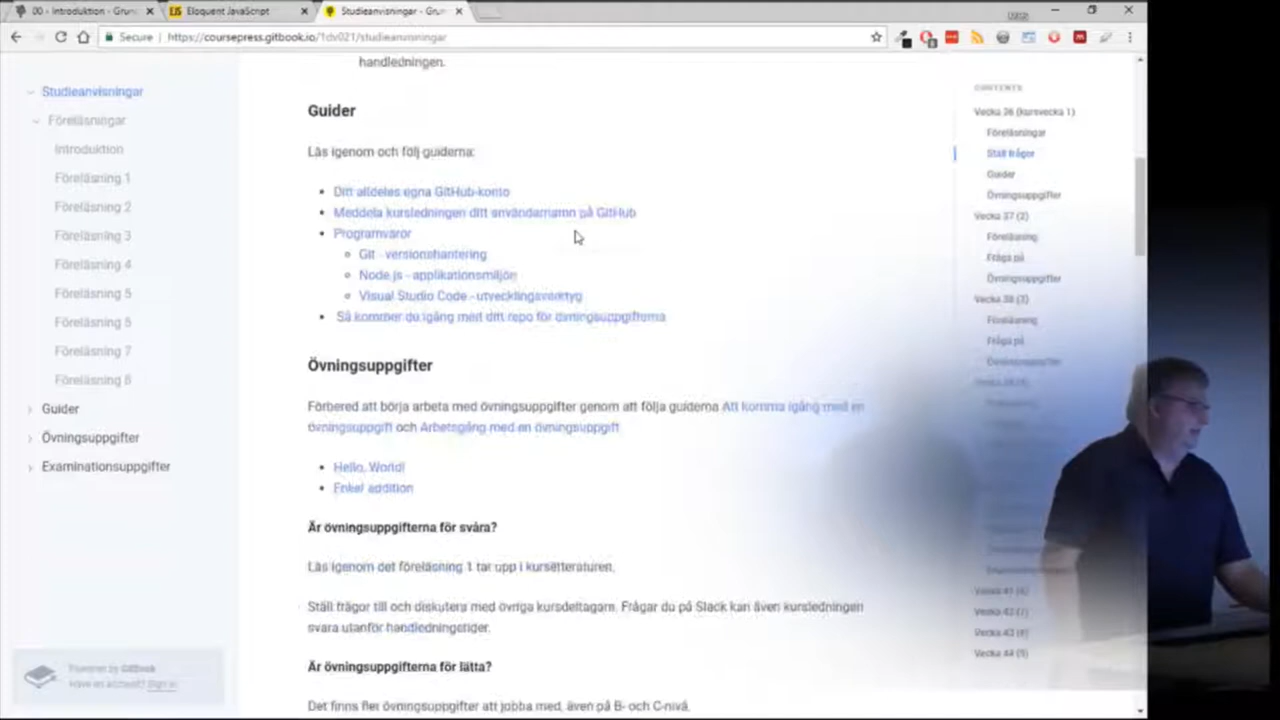 00 - Introduktion - Grun
Eloquent JavaScript
Studieanvisningar - Grun
Secure
https://coursepress.gitbook.io/1dv021/studieanvisningar
Studieanvisningar
Föreläsningar
Introduktion
Föreläsning 1
Föreläsning 2
Föreläsning 3
Föreläsning 4
Föreläsning 5
Föreläsning 6
Föreläsning 7
Föreläsning 8
Guider
Övningsuppgifter
Examinationsuppgifter
Powered by GitBook
Have an account? Sign in
handledningen.
Guider
Läs igenom och följ guiderna:
Ditt alldeles egna GitHub-konto
Meddela kursledningen ditt användarnamn på GitHub
Programvaror
Git - versionshantering
Node.js - applikationsmiljön
Visual Studio Code - utvecklingsverktyg
Så kommer du igång med ditt repo för övningsuppgifterna
Övningsuppgifter
Förbered att börja arbeta med övningsuppgifter genom att följa guiderna Att komma igång med en
övningsuppgift och Arbetsgång med en övningsuppgift
Hello, World!
Enkel addition
Är övningsuppgifterna för svåra?
Läs igenom det föreläsning 1 tar upp i kurslitteraturen.
Ställ frågor till och diskutera med övriga kursdeltagarn. Frågar du på Slack kan även kursledningen
svara utanför handledningstider.
Är övningsuppgifterna för lätta?
Det finns fler övningsuppgifter att jobba med, även på B- och C-nivå.
CONTENTS
Vecka 36 (kursvecka 1)
Föreläsningar
Ställ frågor
Guider
Övningsuppgifter
Vecka 37 (2)
Föreläsning
Fråga på
Övningsuppgifter
Vecka 38 (3)
Föreläsning
Fråga på
Övningsuppgifter
Vecka 41 (6)
Vecka 42 (7)
Vecka 43 (8)
Vecka 44 (9)